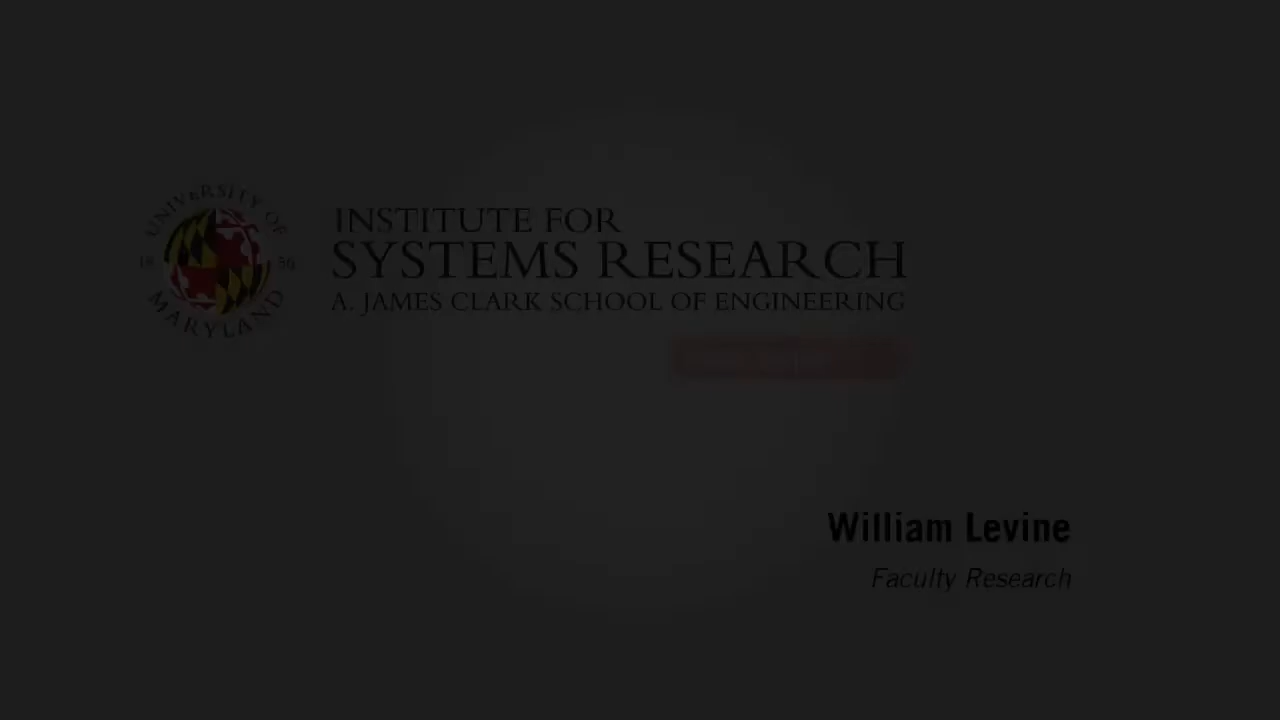 UNIVERSITY OF
18 56
MARYLAND
INSTITUTE FOR
SYSTEMS RESEARCH
A. JAMES CLARK SCHOOL OF ENGINEERING
William Levine
Faculty Research